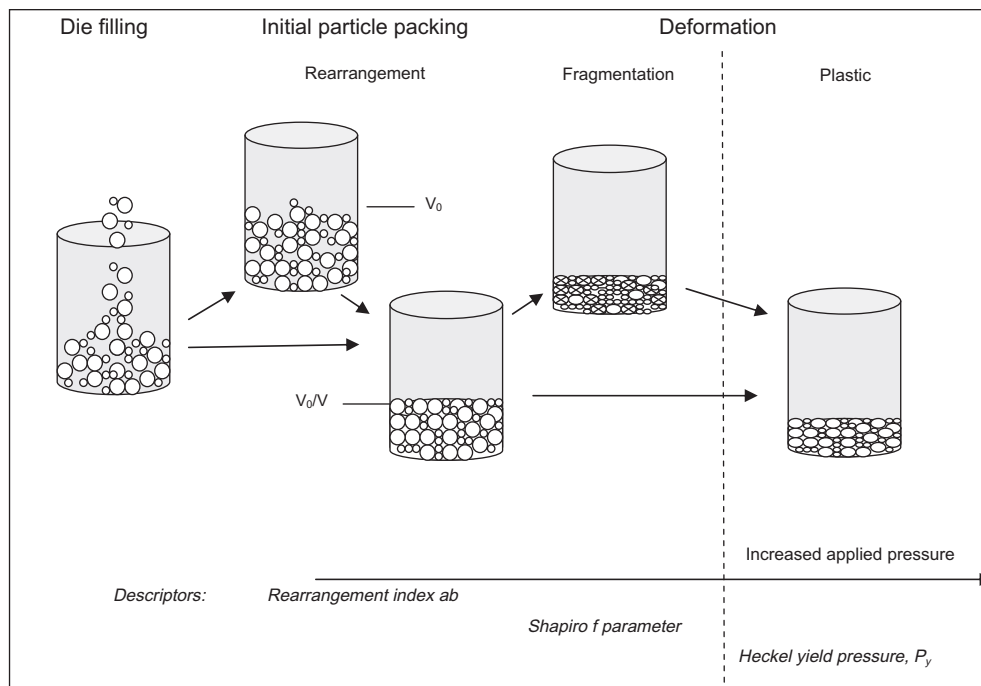 Die filling
Initial particle packing
Deformation
Rearrangement
Fragmentation
Plastic
V₀
V₀/V
Increased applied pressure
Descriptors:
Rearrangement index ab
Shapiro f parameter
Heckel yield pressure, Pᵧ